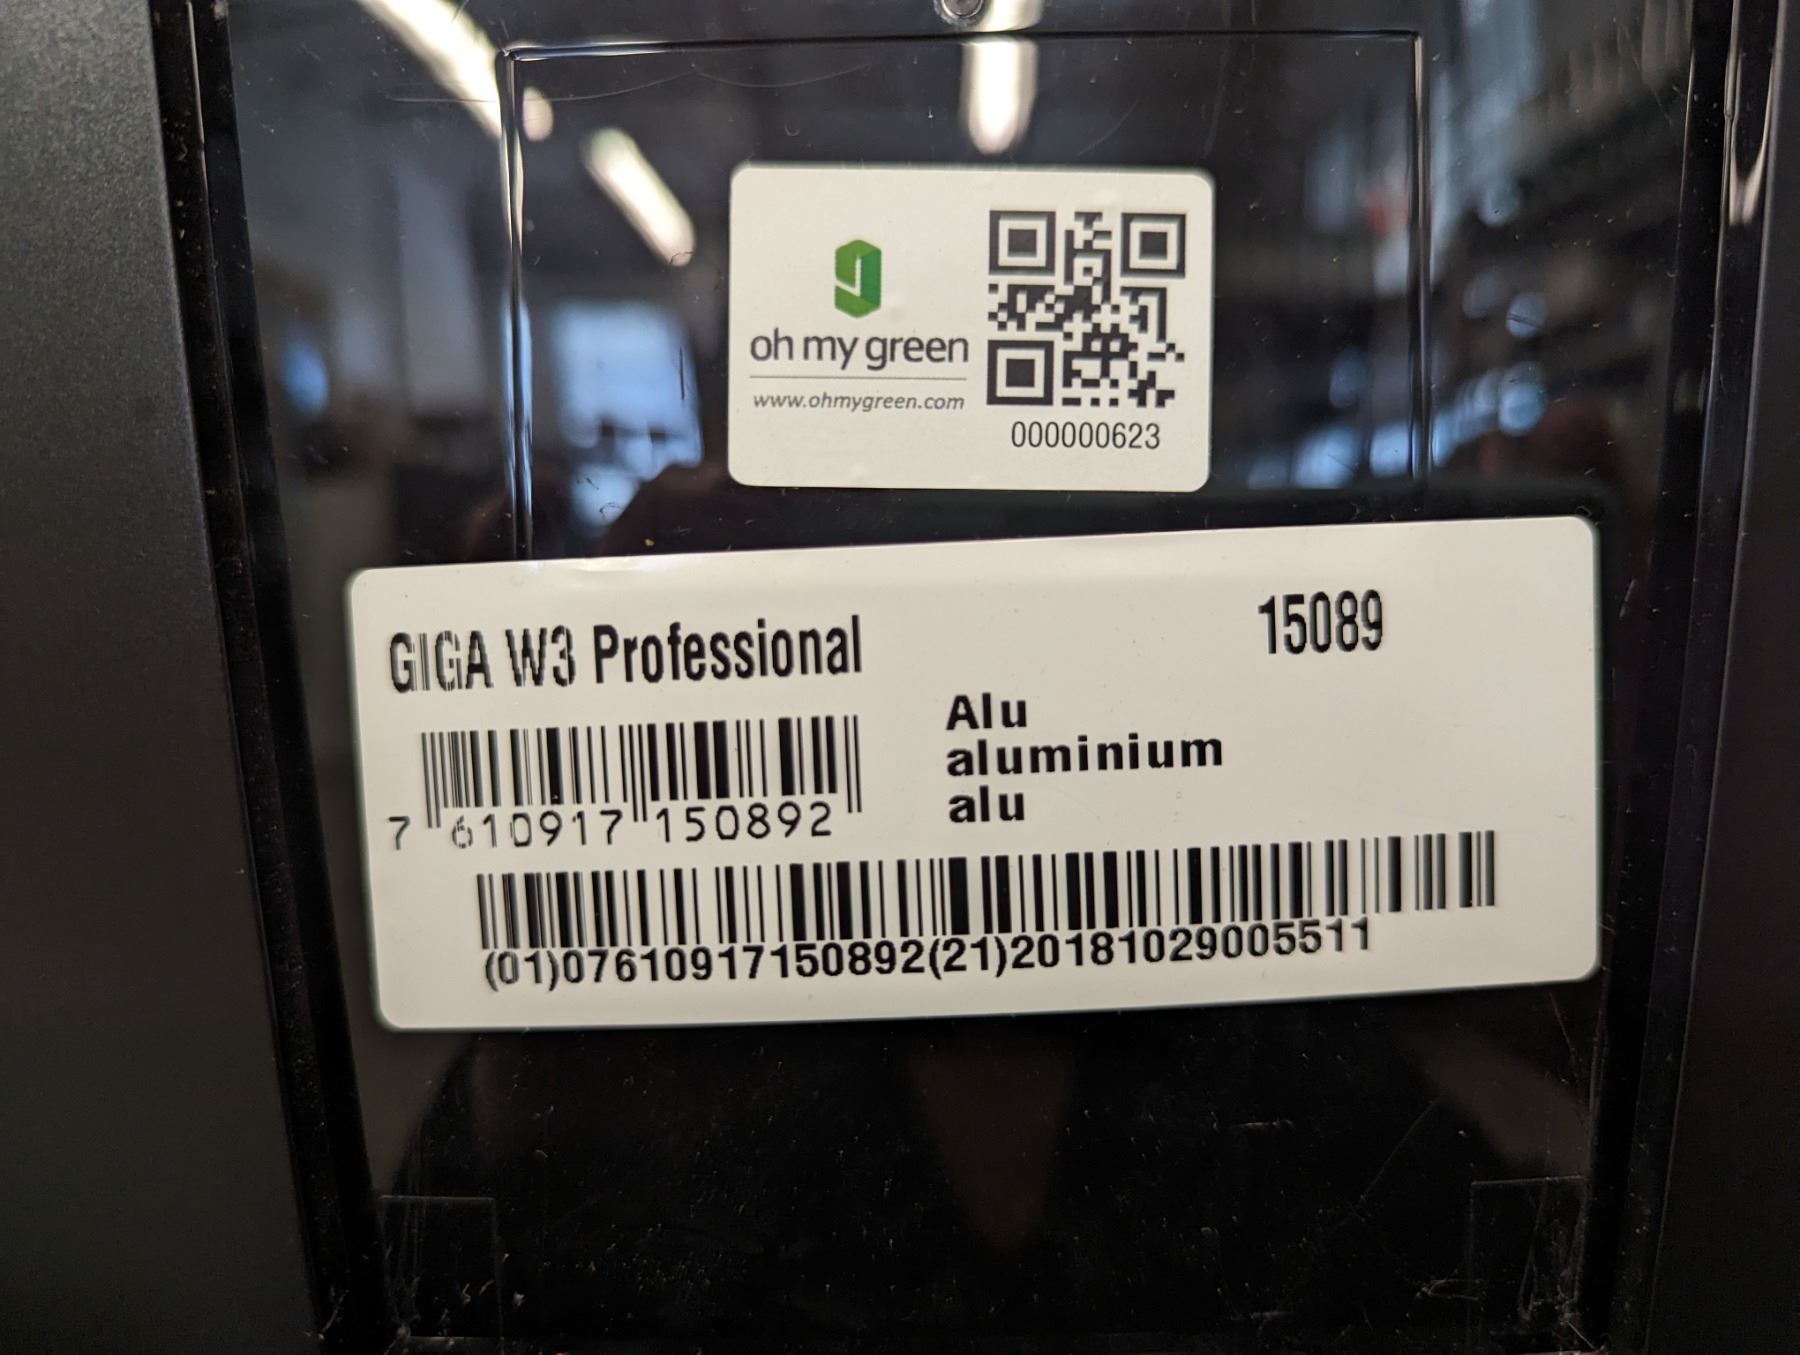 oh my green
www.ohmygreen.com
000000623
GIGA W3 Professional
15089
Alu
aluminium
alu
7 610917 150892
(01)07610917150892(21)20181029005511